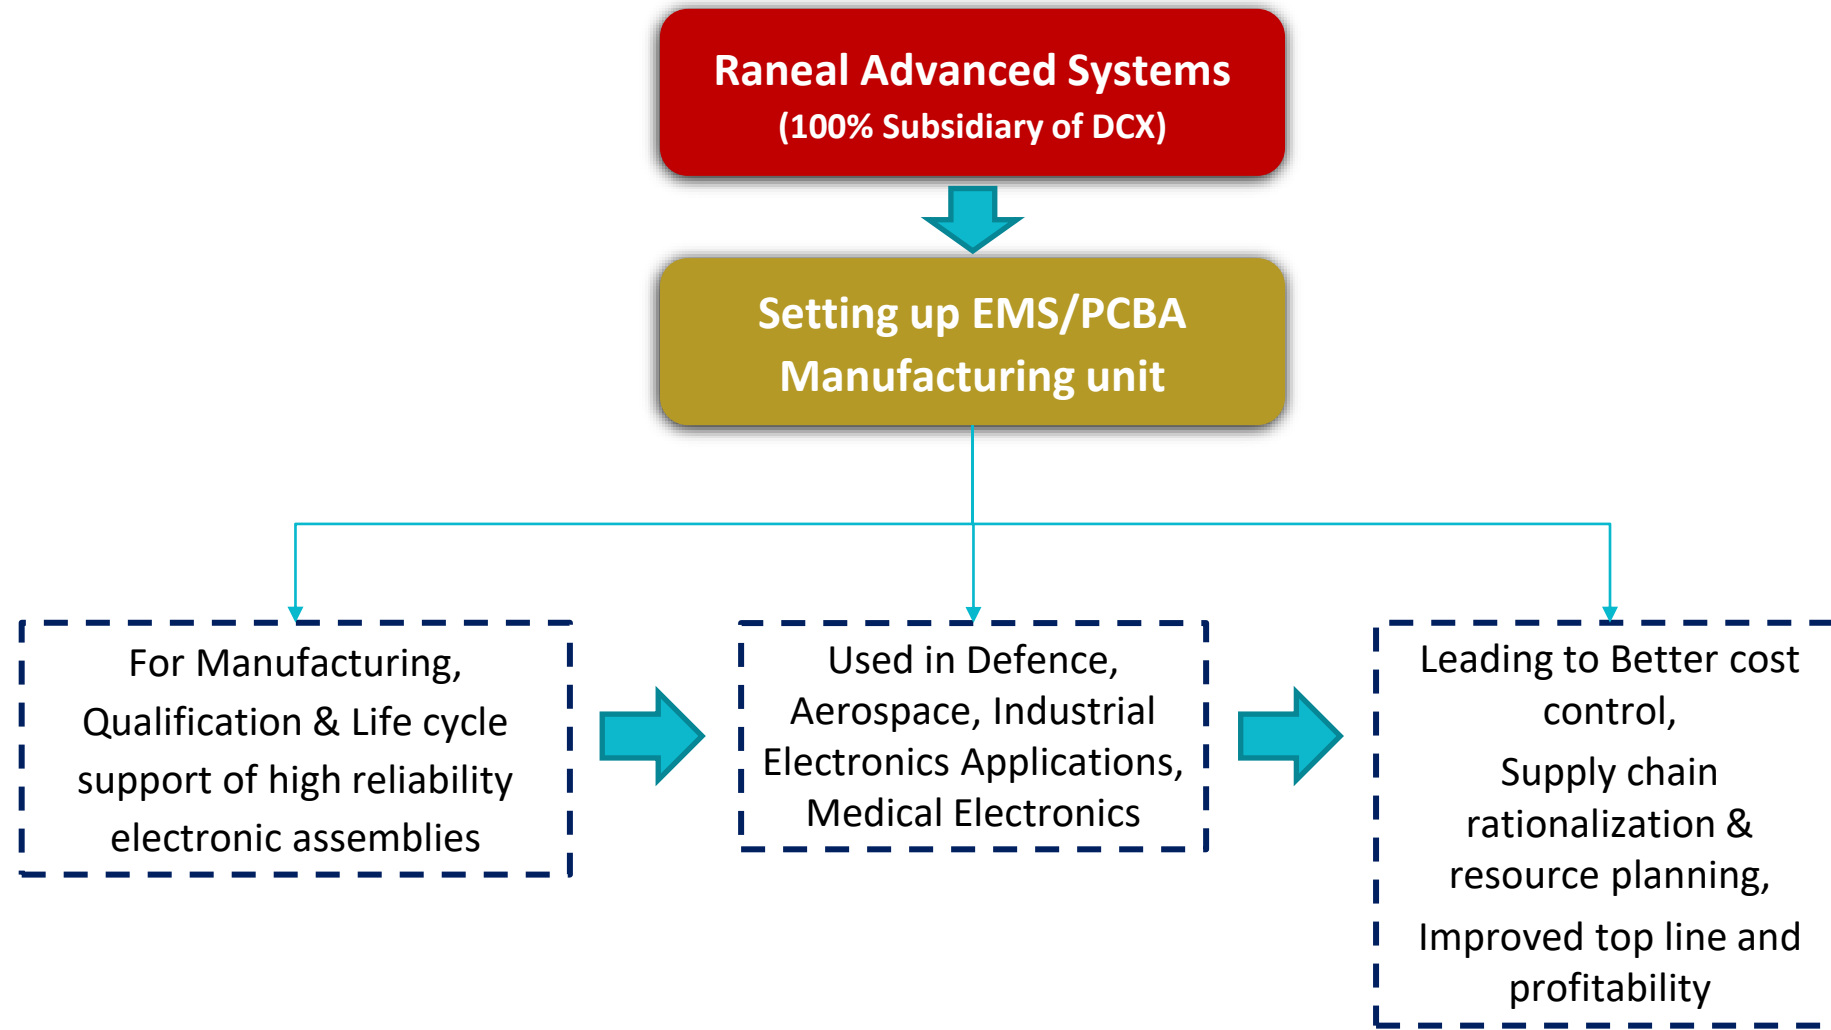 Raneal Advanced Systems
(100% Subsidiary of DCX)
Setting up EMS/PCBA
Manufacturing unit
For Manufacturing,
Qualification & Life cycle
support of high reliability
electronic assemblies
Used in Defence,
Aerospace, Industrial
Electronics Applications,
Medical Electronics
Leading to Better cost
control,
Supply chain
rationalization &
resource planning,
Improved top line and
profitability